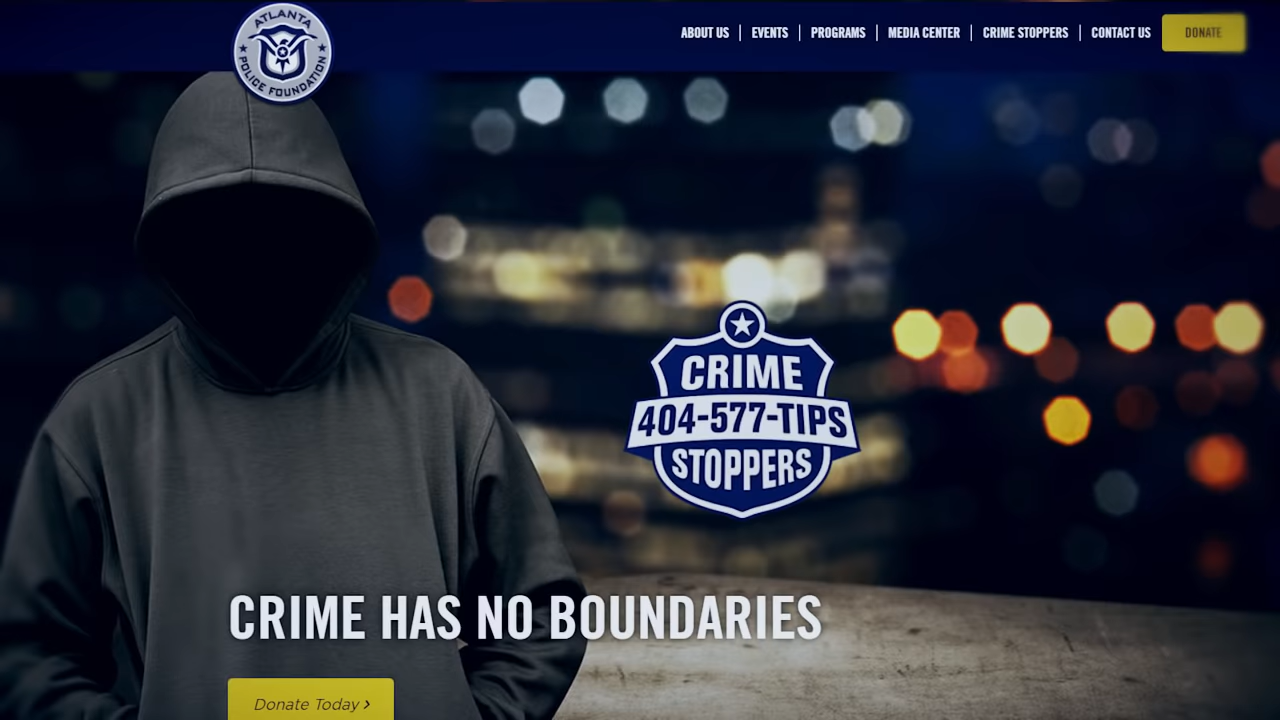 ATLANTA
POLICE FOUNDATION
ABOUT US
EVENTS
PROGRAMS
MEDIA CENTER
CRIME STOPPERS
CONTACT US
DONATE
CRIME
404-577-TIPS
STOPPERS
CRIME HAS NO BOUNDARIES
Donate Today ›